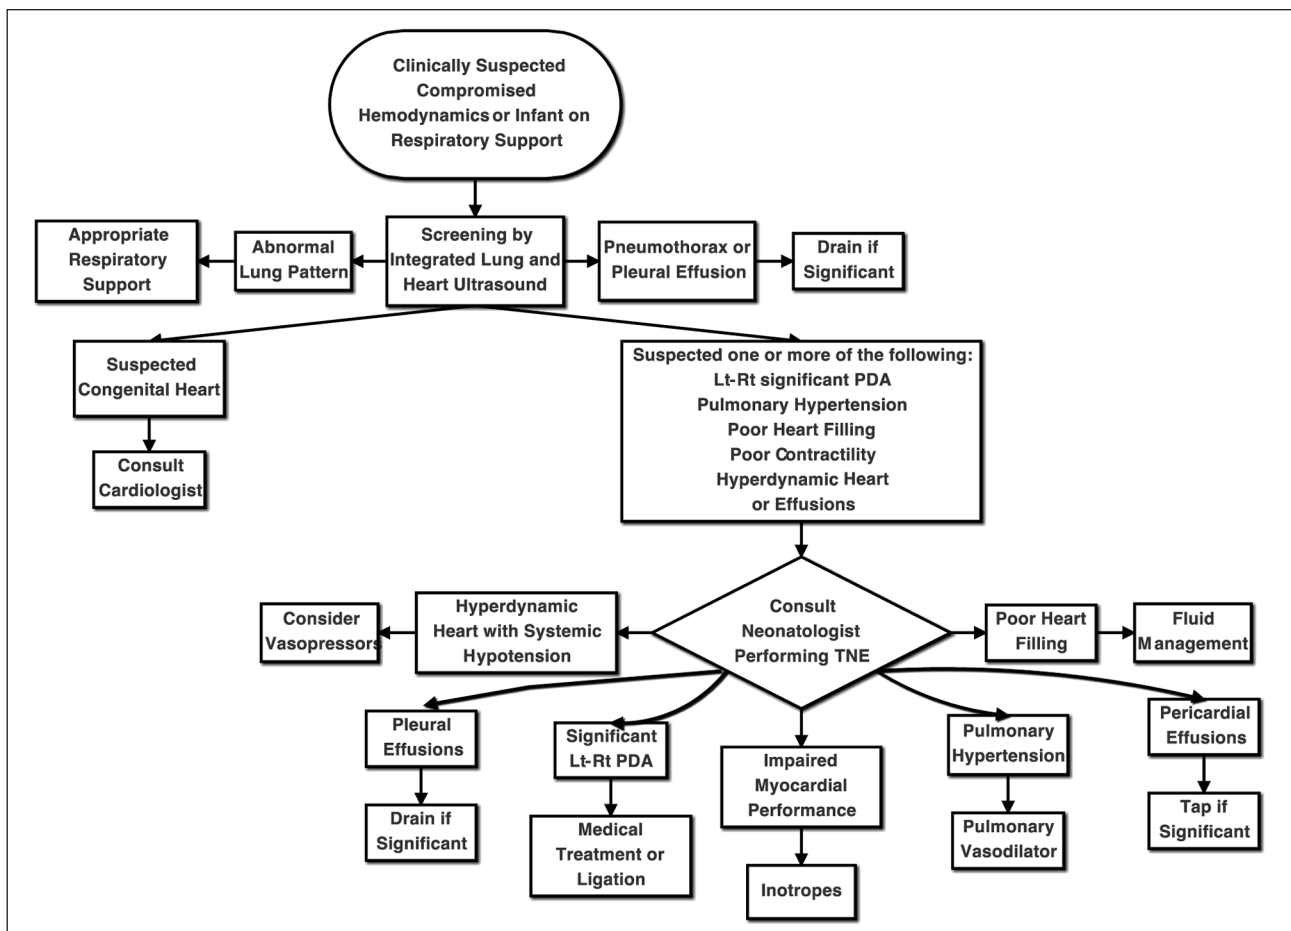 Clinically Suspected
Compromised
Hemodynamics or Infant on
Respiratory Support
Appropriate
Respiratory
Support
Abnormal
Lung Pattern
Screening by
Integrated Lung and
Heart Ultrasound
Pneumothorax or
Pleural Effusion
Drain if
Significant
Suspected
Congenital Heart
Consult
Cardiologist
Suspected one or more of the following:
Lt-Rt significant PDA
Pulmonary Hypertension
Poor Heart Filling
Poor Contractility
Hyperdynamic Heart
or Effusions
Consider
Vasopressors
Hyperdynamic
Heart with Systemic
Hypotension
Consult
Neonatologist
Performing TNE
Poor Heart
Filling
Fluid
Management
Pleural
Effusions
Drain if
Significant
Significant
Lt-Rt PDA
Medical
Treatment or
Ligation
Impaired
Myocardial
Performance
Inotropes
Pulmonary
Hypertension
Pulmonary
Vasodilator
Pericardial
Effusions
Tap if
Significant